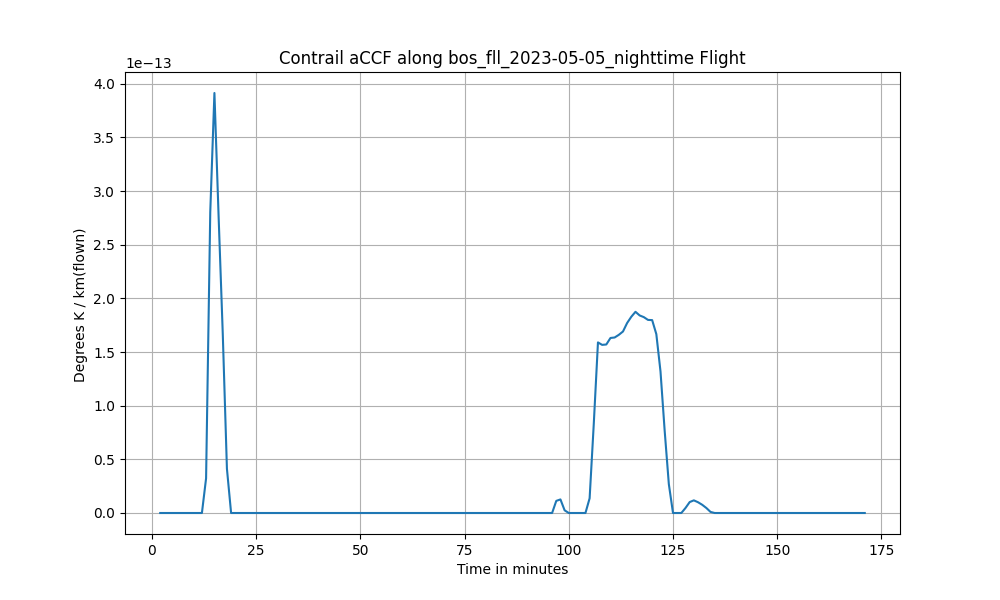 Contrail aCCF along bos_fll_2023-05-05_nighttime Flight
1e−13
4.0
3.5
3.0
2.5
2.0
1.5
1.0
0.5
0.0
Degrees K / km(flown)
0 25 50 75 100 125 150 175
Time in minutes